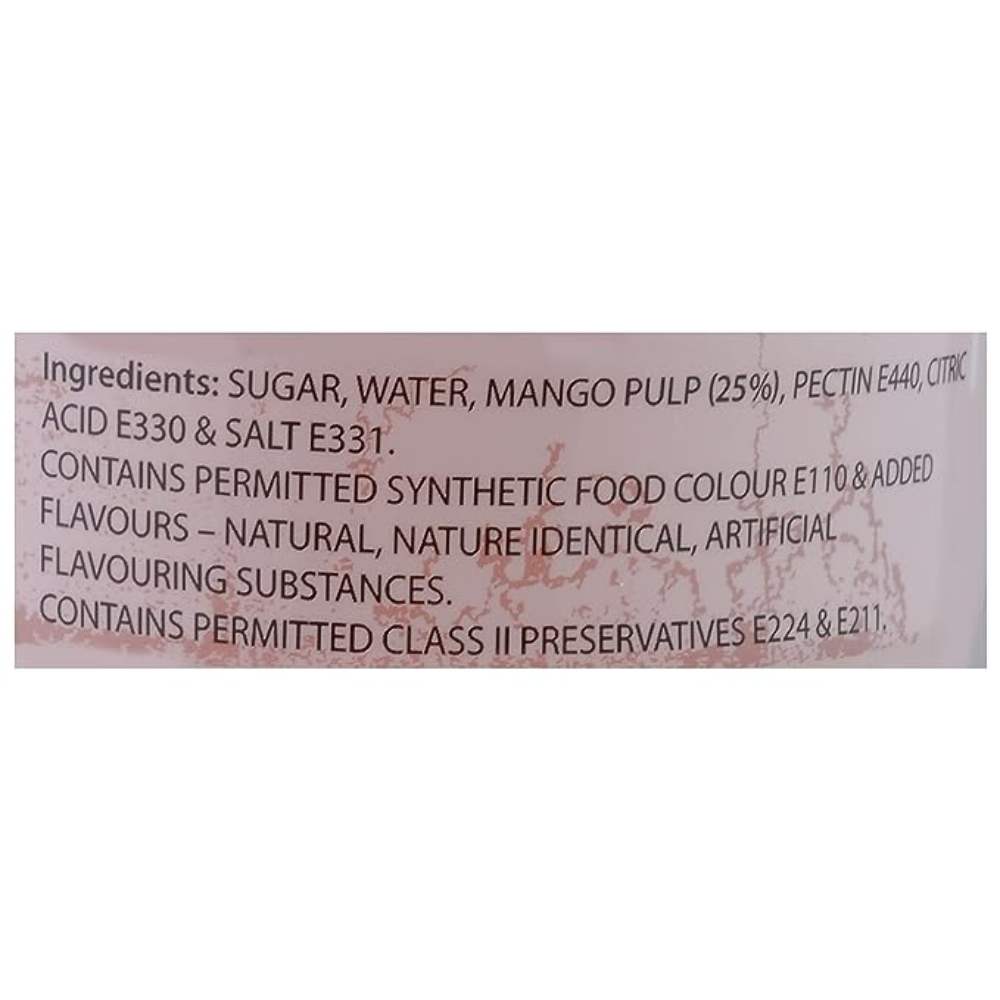 Ingredients: SUGAR, WATER, MANGO PULP (25%), PECTIN E440, CITRIC
ACID E330 & SALT E331.
CONTAINS PERMITTED SYNTHETIC FOOD COLOUR E110 & ADDED
FLAVOURS – NATURAL, NATURE IDENTICAL, ARTIFICIAL
FLAVOURING SUBSTANCES.
CONTAINS PERMITTED CLASS II PRESERVATIVES E224 & E211.